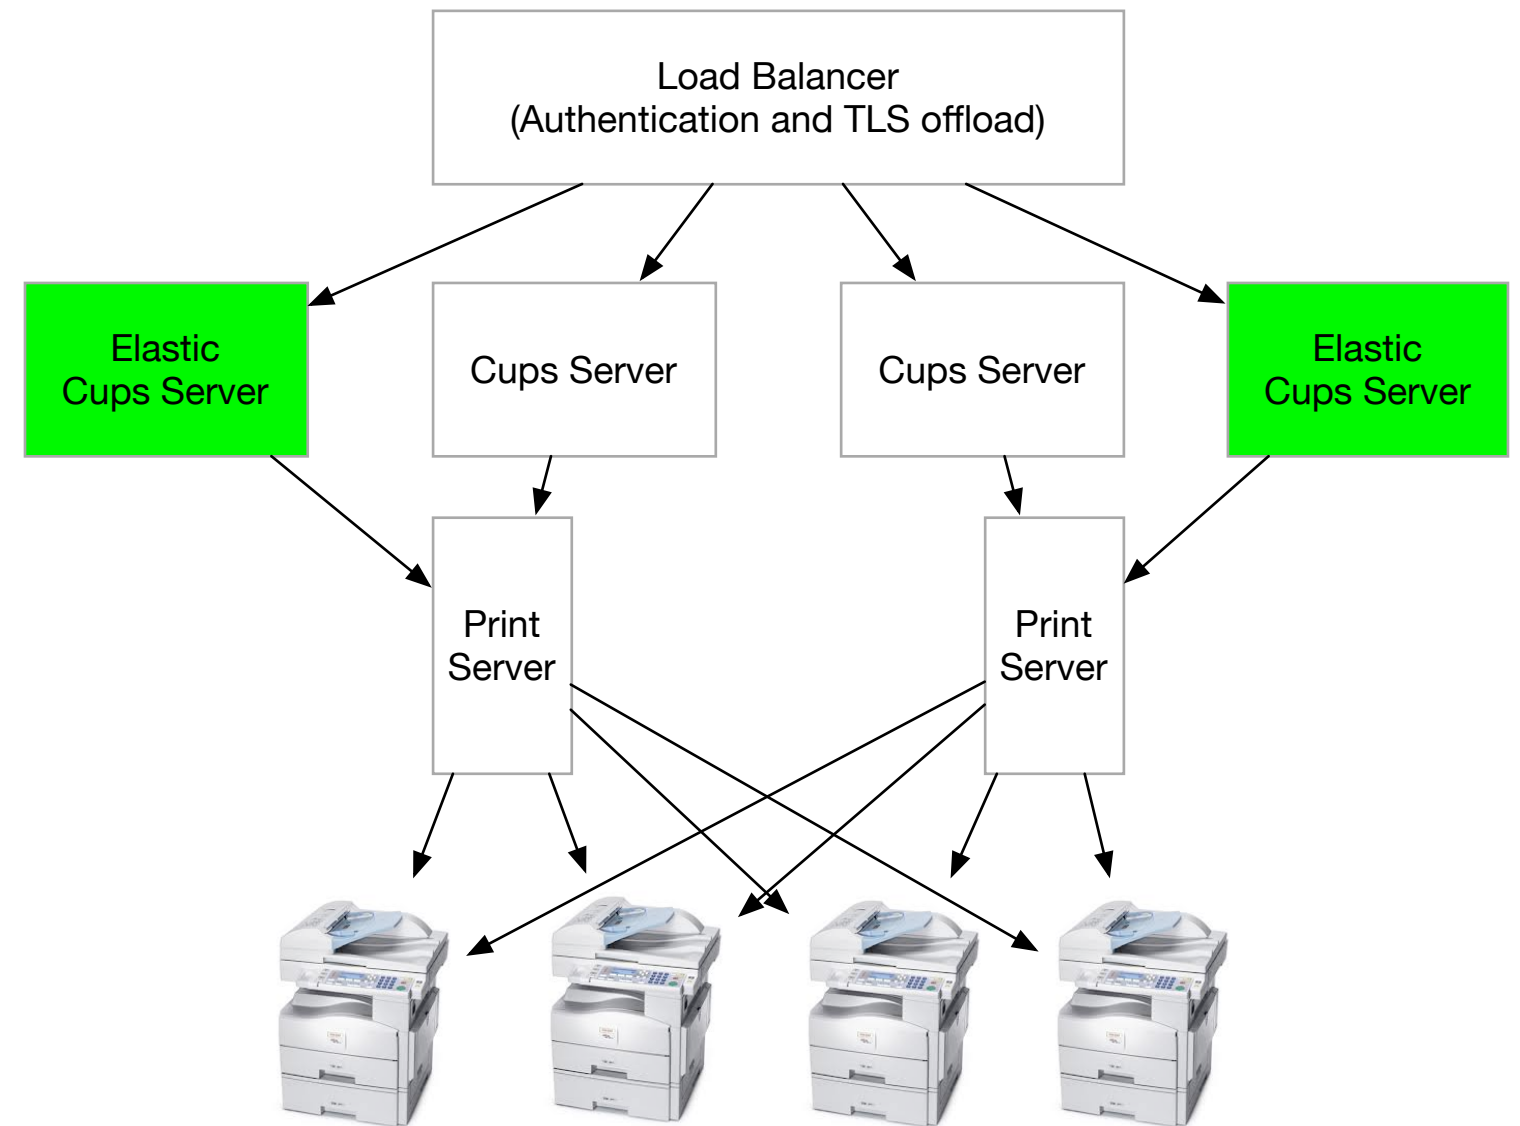 Load Balancer
(Authentication and TLS offload)
Elastic
Cups Server
Cups Server
Cups Server
Elastic
Cups Server
Print
Server
Print
Server